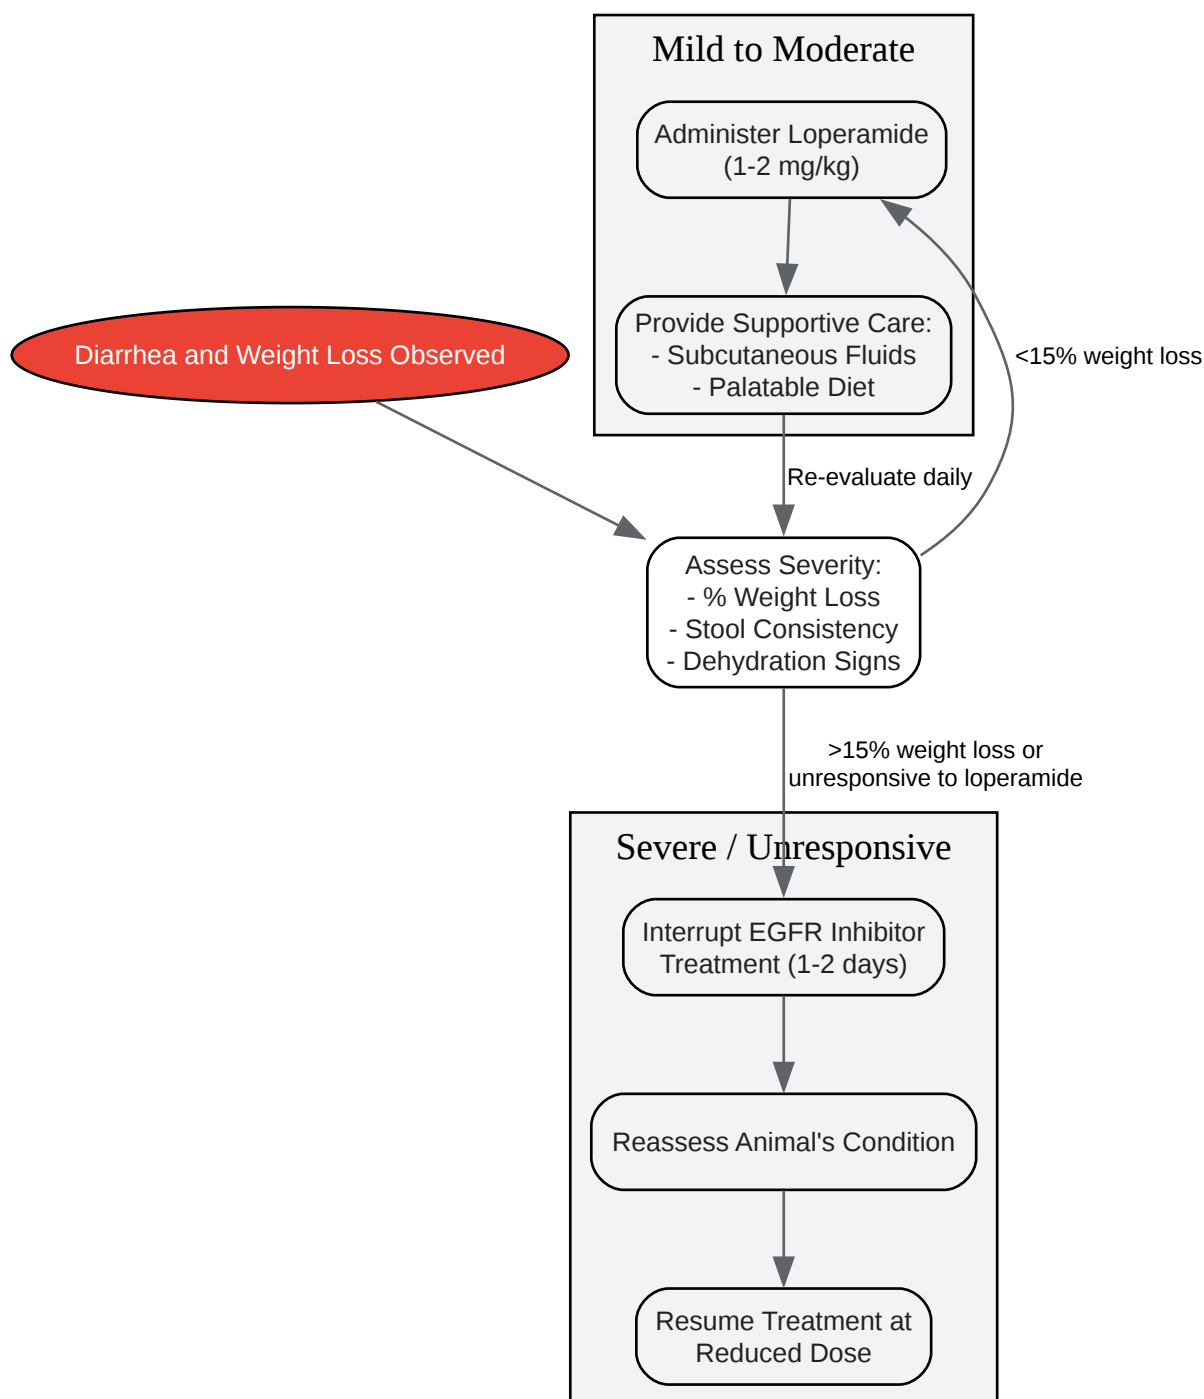 Mild to Moderate
Administer Loperamide
(1-2 mg/kg)
Provide Supportive Care:
- Subcutaneous Fluids
- Palatable Diet
Diarrhea and Weight Loss Observed
<15% weight loss
Re-evaluate daily
Assess Severity:
- % Weight Loss
- Stool Consistency
- Dehydration Signs
>15% weight loss or
unresponsive to loperamide
Severe / Unresponsive
Interrupt EGFR Inhibitor
Treatment (1-2 days)
Reassess Animal's Condition
Resume Treatment at
Reduced Dose